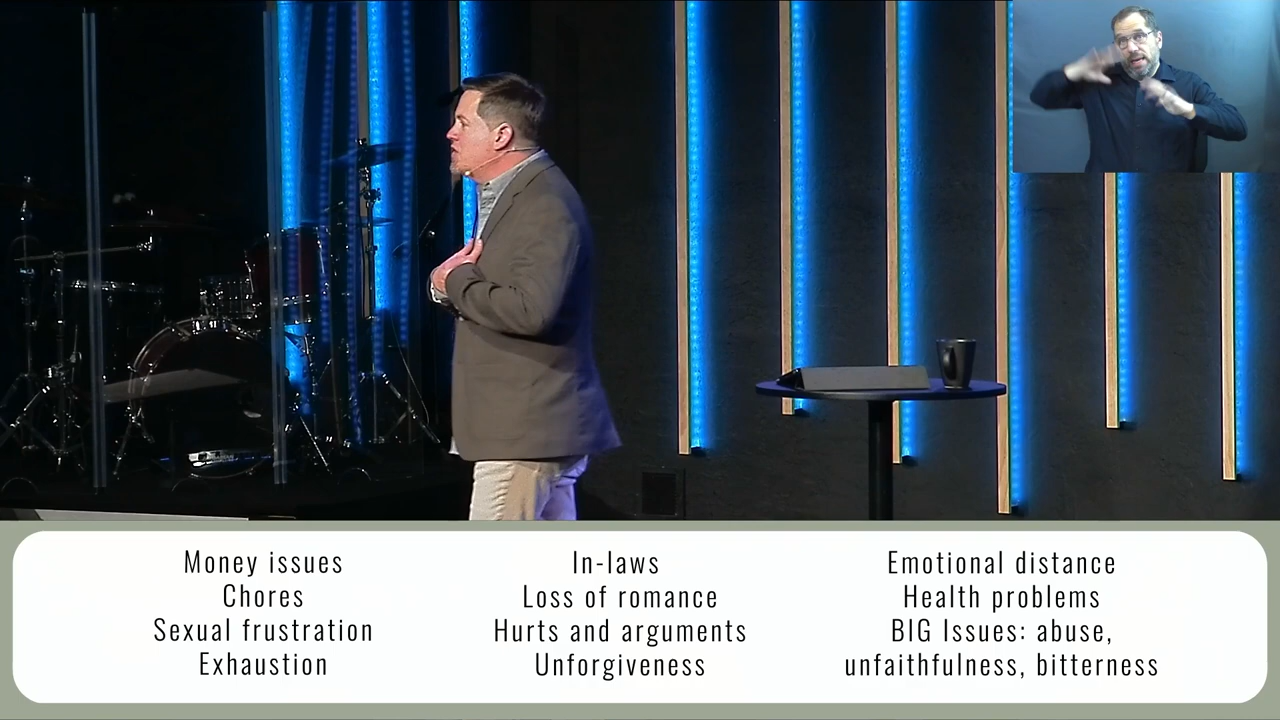 Money issues
Chores
Sexual frustration
Exhaustion
In-laws
Loss of romance
Hurts and arguments
Unforgiveness
Emotional distance
Health problems
BIG Issues: abuse,
unfaithfulness, bitterness